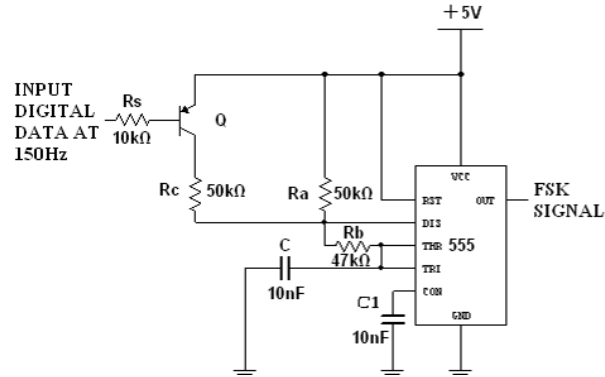 +5V
INPUT
DIGITAL
DATA AT
150Hz
Rs
10kΩ
Q
Rc
50kΩ
Ra
50kΩ
VCC
RST
OUT
FSK
SIGNAL
DIS
Rb
47kΩ
THR
555
TRI
C
10nF
CON
C1
10nF
GND